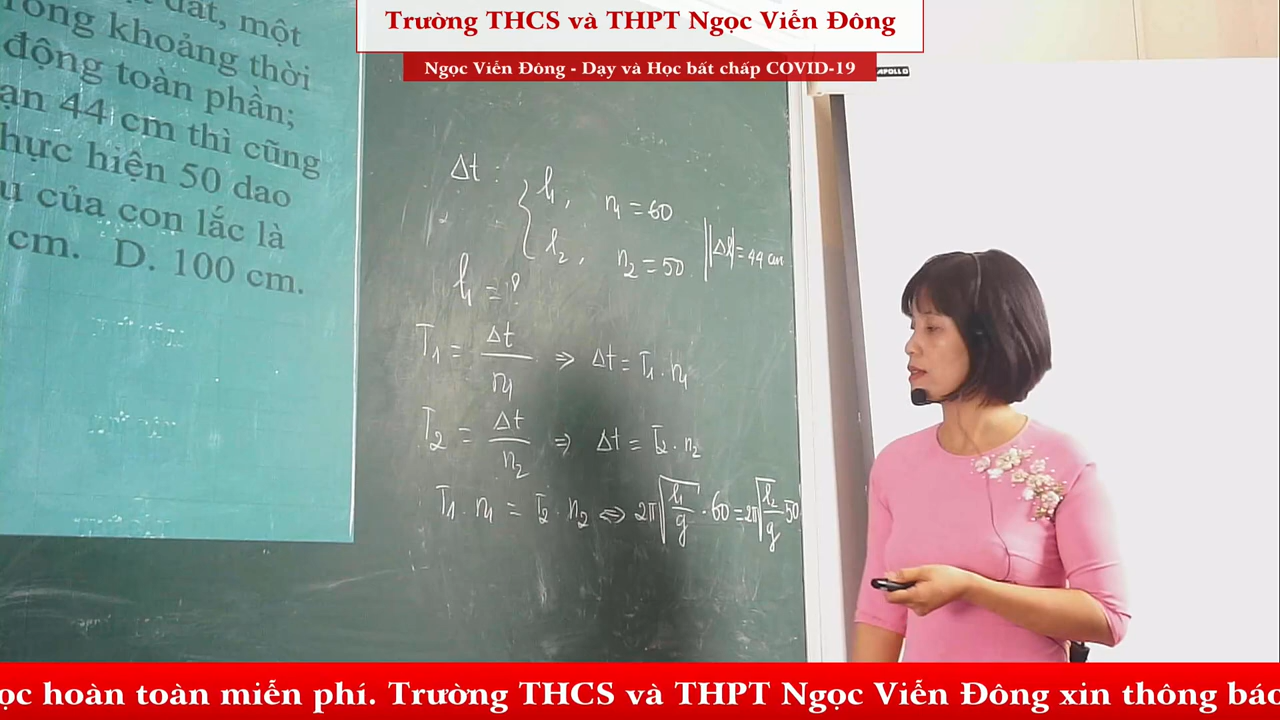 Trường THCS và THPT Ngọc Viễn Đông
Ngọc Viễn Đông - Dạy và Học bất chấp COVID-19
APOLLO
đất, một
khoảng thời
động toàn phần;
44 cm thì cũng
hực hiện 50 dao
u của con lắc là
cm. D. 100 cm.
Δt : { l₁, n₁ = 60
l₂, n₂ = 50 || |Δl| = 44 cm
l₁ = ?
T₁ = Δt/n₁ ⇒ Δt = T₁ . n₁
T₂ = Δt/n₂ ⇒ Δt = T₂ . n₂
T₁ . n₁ = T₂ . n₂ ⇔ 2π√(l₁/g) . 60 = 2π√(l₂/g) 50
ọc hoàn toàn miễn phí. Trường THCS và THPT Ngọc Viễn Đông xin thông báo